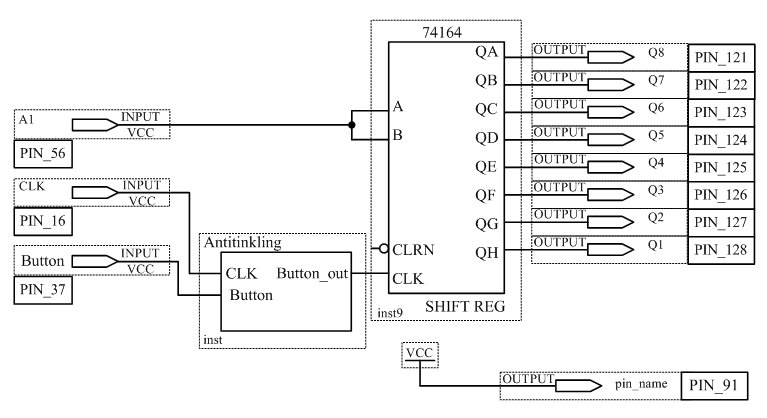 74164
SHIFT REG
inst9
A
B
CLRN
CLK
QA
QB
QC
QD
QE
QF
QG
QH
A1
INPUT
VCC
PIN_56
CLK
INPUT
VCC
PIN_16
Button
INPUT
VCC
PIN_37
Antitinkling
CLK
Button_out
Button
inst
OUTPUT
Q8
PIN_121
OUTPUT
Q7
PIN_122
OUTPUT
Q6
PIN_123
OUTPUT
Q5
PIN_124
OUTPUT
Q4
PIN_125
OUTPUT
Q3
PIN_126
OUTPUT
Q2
PIN_127
OUTPUT
Q1
PIN_128
VCC
OUTPUT
pin_name
PIN_91